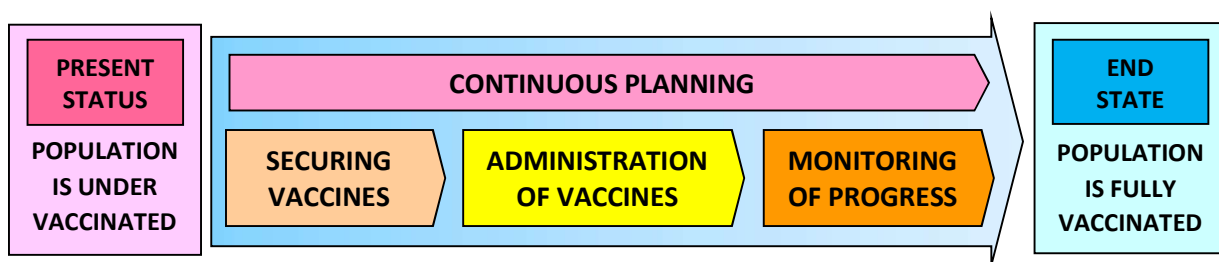 PRESENT
STATUS
POPULATION
IS UNDER
VACCINATED
CONTINUOUS PLANNING
SECURING
VACCINES
ADMINISTRATION
OF VACCINES
MONITORING
OF PROGRESS
END
STATE
POPULATION
IS FULLY
VACCINATED